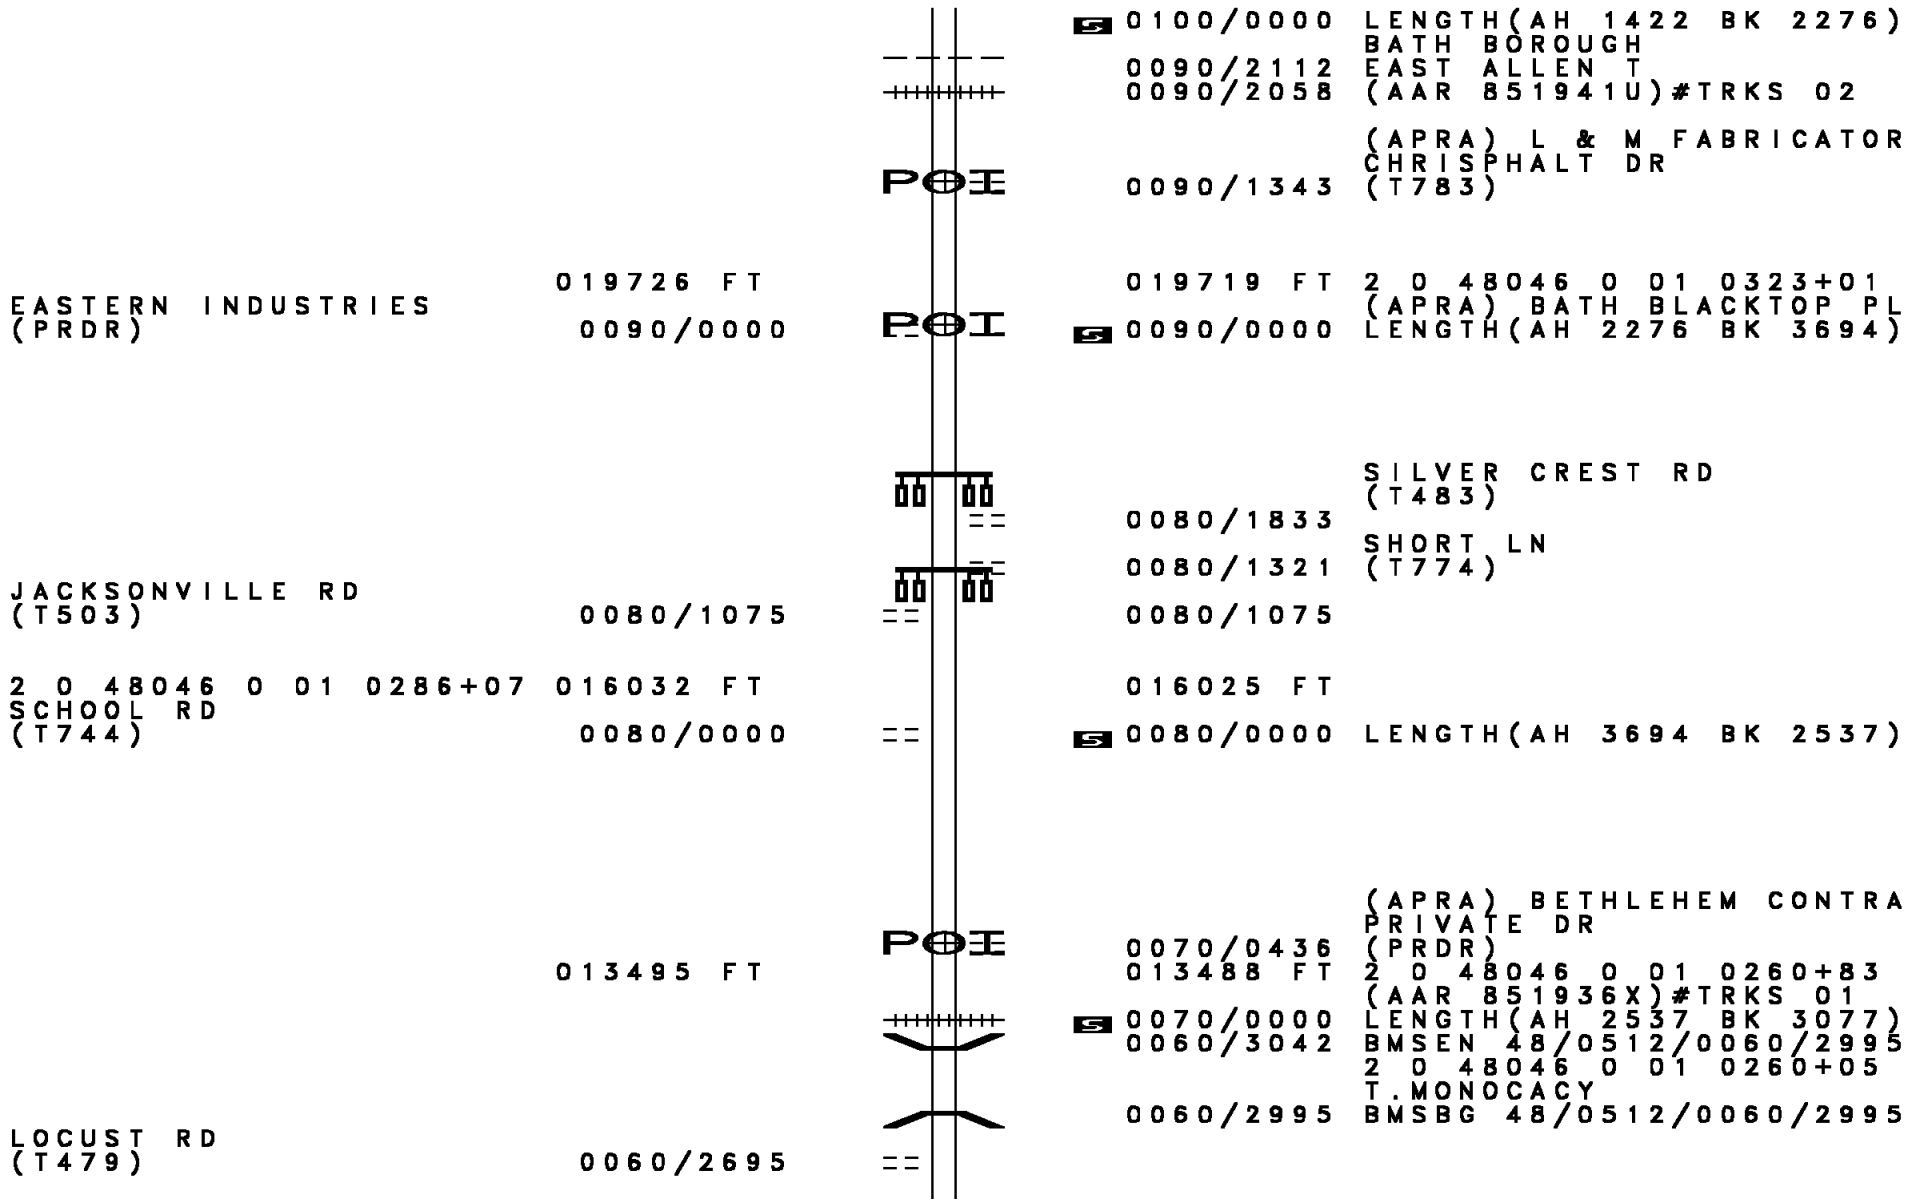 S 0100/0000 LENGTH(AH 1422 BK 2276)
BATH BOROUGH
0090/2112 EAST ALLEN T
0090/2058 (AAR 851941U)#TRKS 02
(APRA) L & M FABRICATOR
CHRISPHALT DR
POI 0090/1343 (T783)
019726 FT 019719 FT 2 0 48046 0 01 0323+01
EASTERN INDUSTRIES (APRA) BATH BLACKTOP PL
(PRDR) 0090/0000 POI S 0090/0000 LENGTH(AH 2276 BK 3694)
SILVER CREST RD
(T483)
0080/1833
SHORT LN
0080/1321 (T774)
JACKSONVILLE RD
(T503) 0080/1075 0080/1075
2 0 48046 0 01 0286+07 016032 FT 016025 FT
SCHOOL RD
(T744) 0080/0000 S 0080/0000 LENGTH(AH 3694 BK 2537)
(APRA) BETHLEHEM CONTRA
PRIVATE DR
POI 0070/0436 (PRDR)
013495 FT 013488 FT 2 0 48046 0 01 0260+83
(AAR 851936X)#TRKS 01
S 0070/0000 LENGTH(AH 2537 BK 3077)
0060/3042 BMSEN 48/0512/0060/2995
2 0 48046 0 01 0260+05
T.MONOCACY
0060/2995 BMSBG 48/0512/0060/2995
LOCUST RD
(T479) 0060/2695